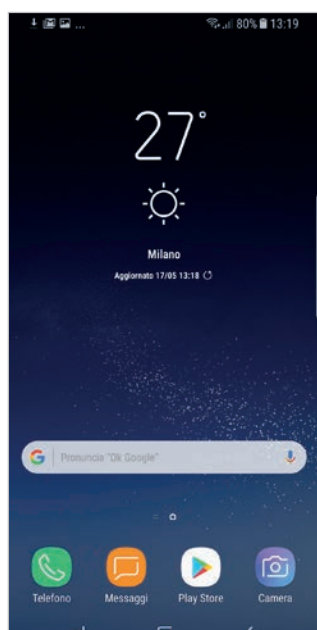 ... 80% 13:19
27°
Milano
Aggiornato 17/05 13:18
G Pronuncia "Ok Google"
Telefono Messaggi Play Store Camera